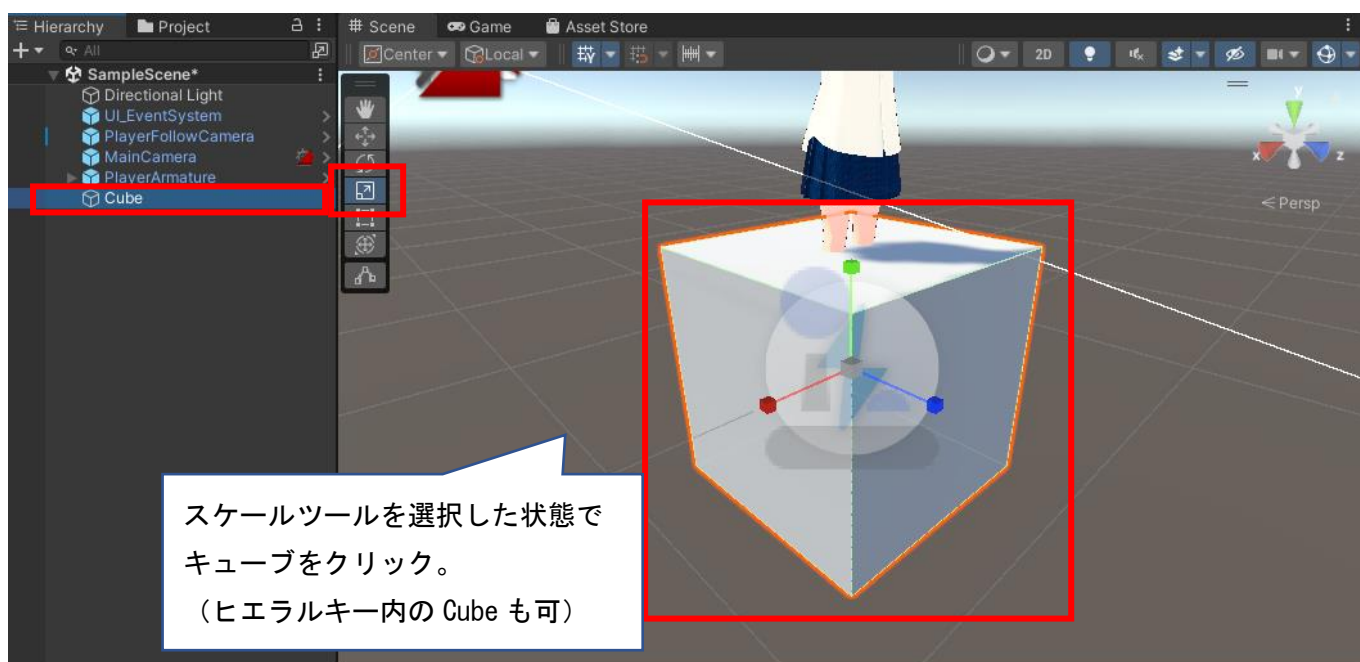 Hierarchy Project
Scene Game Asset Store
All
Center Local 2D
SampleScene*
Directional Light
UI_EventSystem
PlayerFollowCamera
MainCamera
PlayerArmature
Cube
y
x z
Persp
スケールツールを選択した状態で
キューブをクリック。
（ヒエラルキー内の Cube も可）